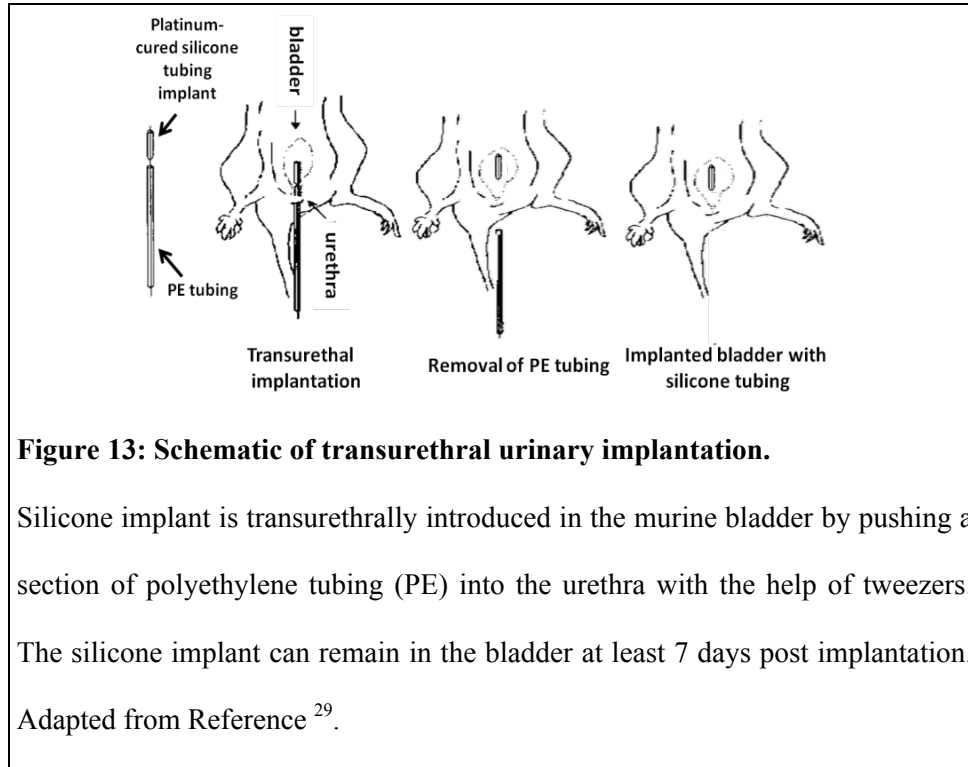 Platinum-
cured silicone
tubing
implant
bladder
urethra
PE tubing
Transurethal
implantation
Removal of PE tubing
Implanted bladder with
silicone tubing
Figure 13: Schematic of transurethral urinary implantation.
Silicone implant is transurethrally introduced in the murine bladder by pushing a
section of polyethylene tubing (PE) into the urethra with the help of tweezers.
The silicone implant can remain in the bladder at least 7 days post implantation.
Adapted from Reference 29.